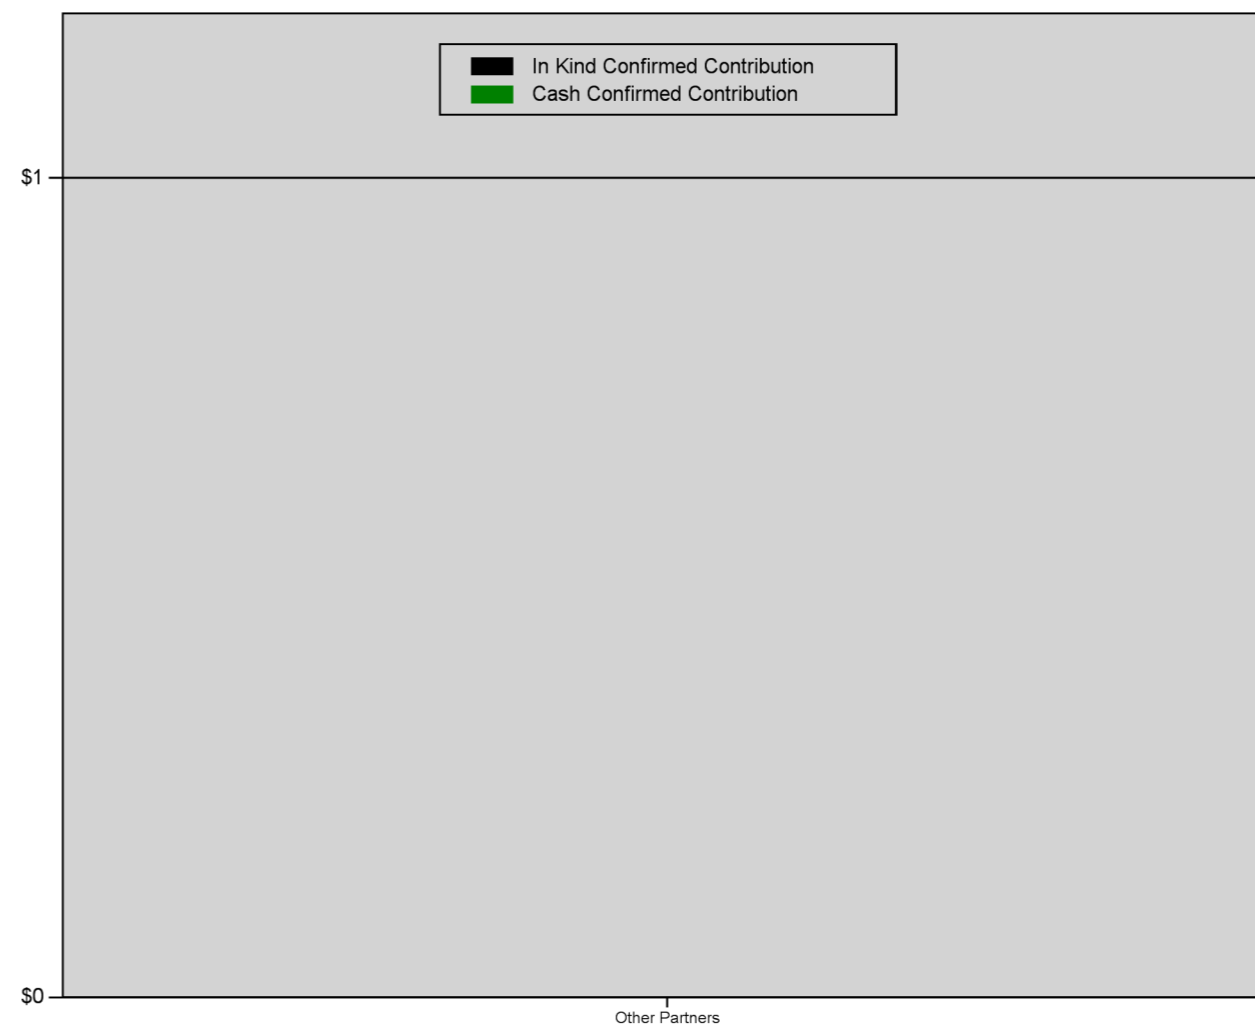 In Kind Confirmed Contribution
Cash Confirmed Contribution
$1
$0
Other Partners